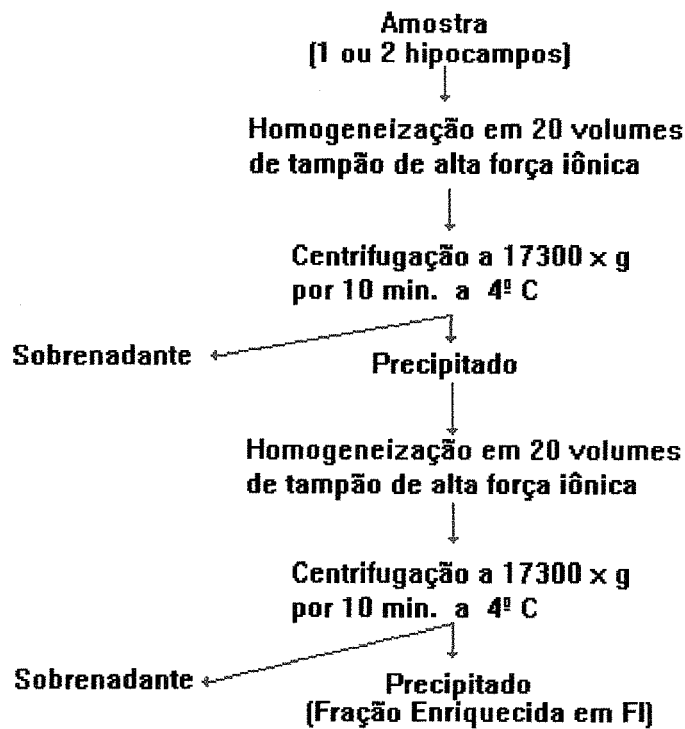 Amostra
(1 ou 2 hipocampos)
Homogeneização em 20 volumes
de tampão de alta força iônica
Centrifugação a 17300 x g
por 10 min. a 4º C
Sobrenadante
Precipitado
Homogeneização em 20 volumes
de tampão de alta força iônica
Centrifugação a 17300 x g
por 10 min. a 4º C
Sobrenadante
Precipitado
(Fração Enriquecida em FI)